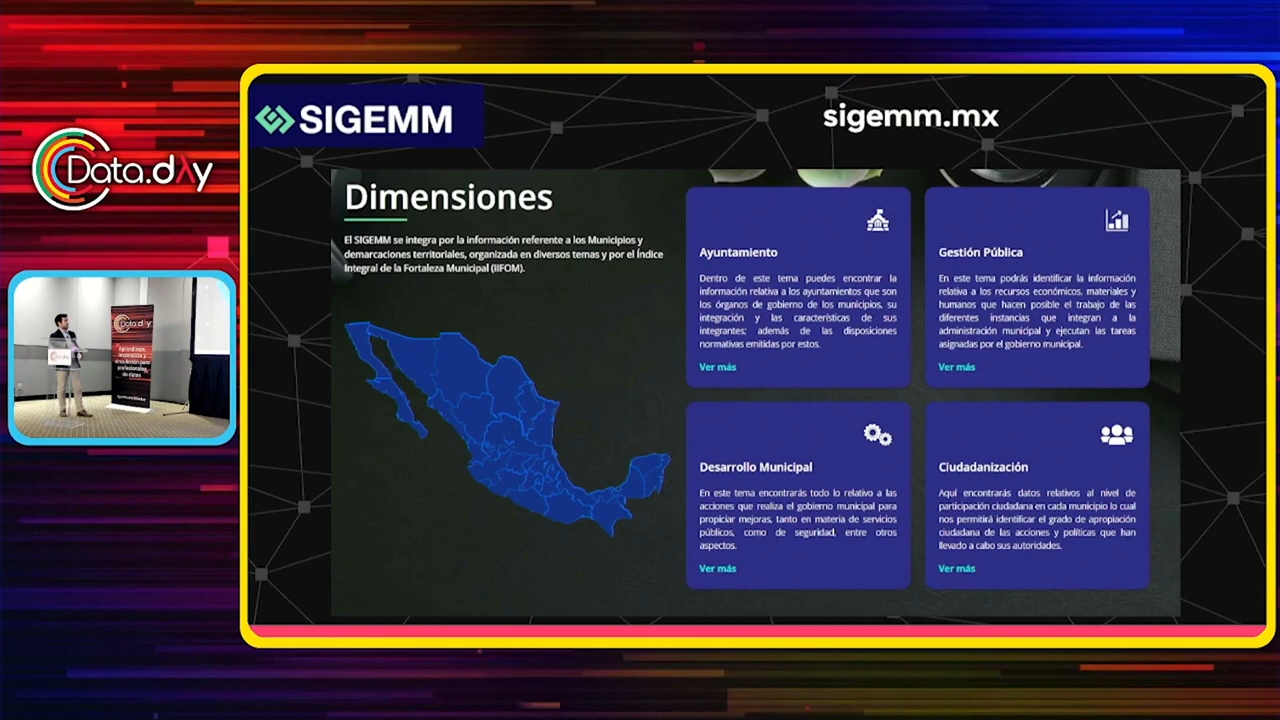 SIGEMM
sigemm.mx
Data.dAy
Dimensiones
El SIGEMM se integra por la información referente a los Municipios y
demarcaciones territoriales, organizada en diversos temas y por el Índice
Integral de la Fortaleza Municipal (IIFOM).
Ayuntamiento
Dentro de este tema puedes encontrar la
información relativa a los ayuntamientos que son
los órganos de gobierno de los municipios, su
integración y las características de sus
integrantes; además de las disposiciones
normativas emitidas por estos.
Ver más
Gestión Pública
En este tema podrás identificar la información
relativa a los recursos económicos, materiales y
humanos que hacen posible el trabajo de las
diferentes instancias que integran a la
administración municipal y ejecutan las tareas
asignadas por el gobierno municipal.
Ver más
Desarrollo Municipal
En este tema encontrarás todo lo relativo a las
acciones que realiza el gobierno municipal para
propiciar mejoras, tanto en materia de servicios
públicos, como de seguridad, entre otros
aspectos.
Ver más
Ciudadanización
Aquí encontrarás datos relativos al nivel de
participación ciudadana en cada municipio lo cual
nos permitirá identificar el grado de apropiación
ciudadana de las acciones y políticas que han
llevado a cabo sus autoridades.
Ver más
Data.dAy